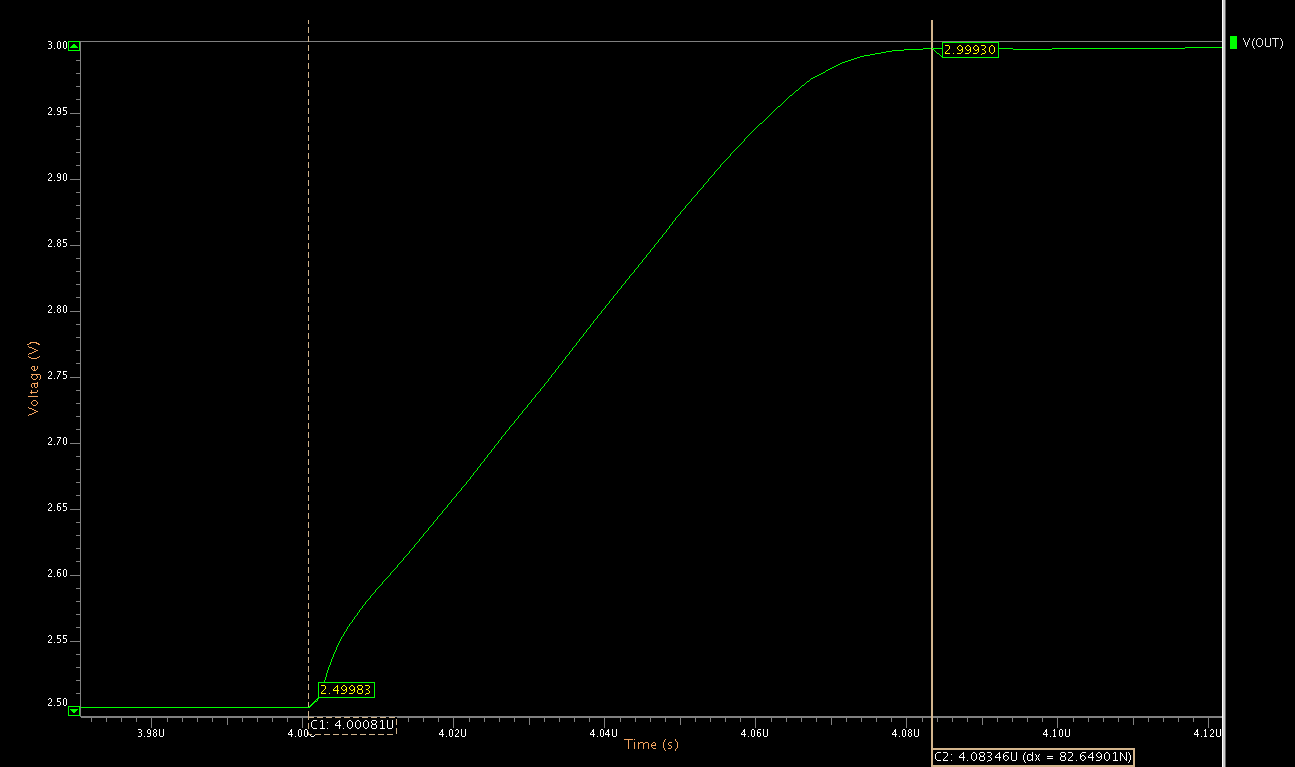 3.00
2.99930
V(OUT)
2.95
2.90
2.85
2.80
Voltage (V)
2.75
2.70
2.65
2.60
2.55
2.49983
2.50
C1: 4.00081U
3.98U
4.00
4.02U
4.04U
4.06U
4.08U
4.10U
4.12U
Time (s)
C2: 4.08346U (dx = 82.64901N)